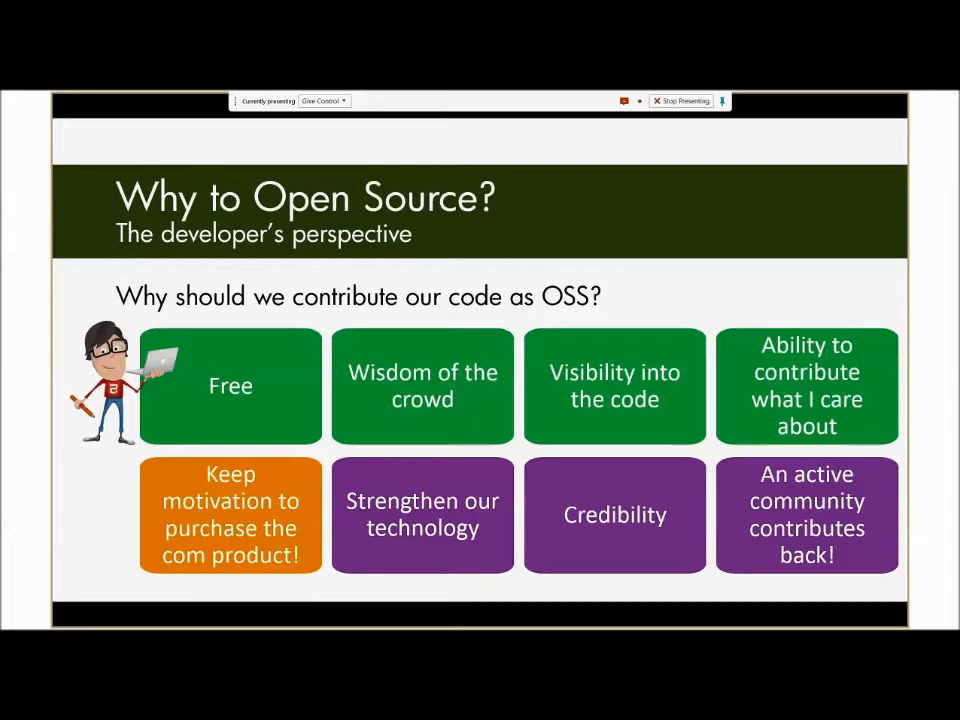 Currently presenting Give Control Stop Presenting
Why to Open Source?
The developer's perspective
Why should we contribute our code as OSS?
Free
Wisdom of the
crowd
Visibility into
the code
Ability to
contribute
what I care
about
Keep
motivation to
purchase the
com product!
Strengthen our
technology
Credibility
An active
community
contributes
back!